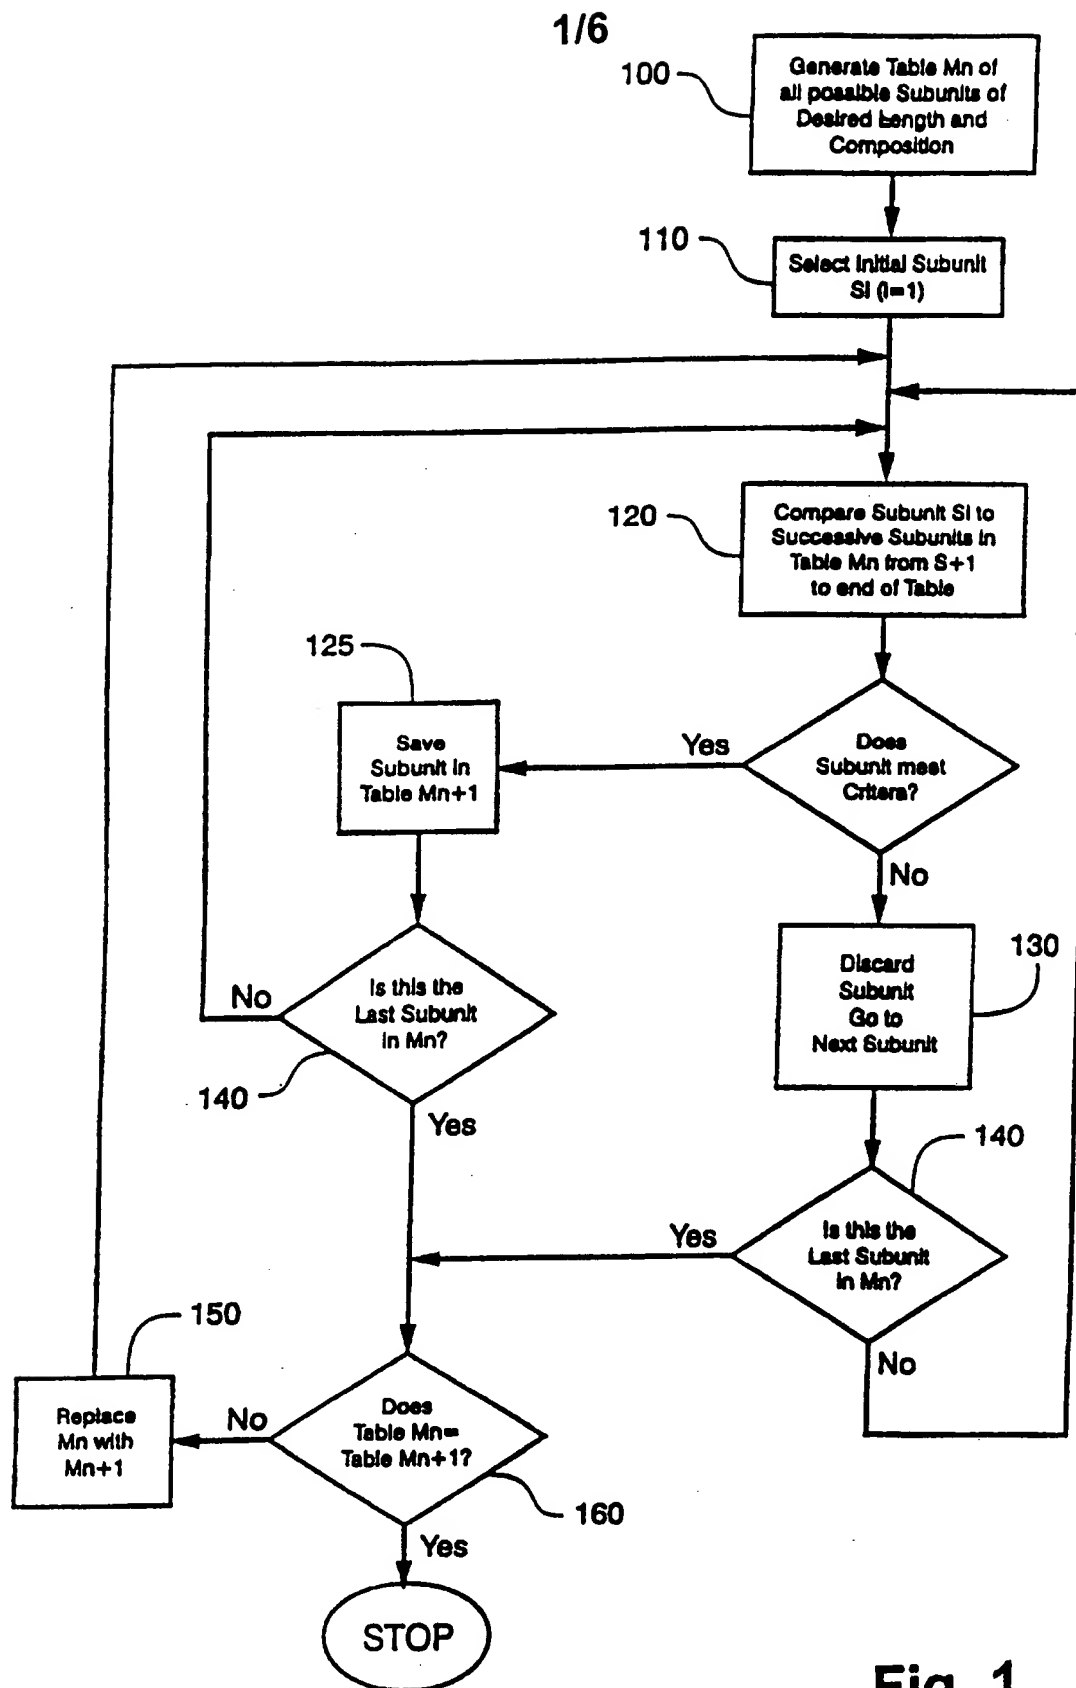 1/6
100
Generate Table Mn of
all possible Subunits of
Desired Length and
Composition
110
Select Initial Subunit
SI (I=1)
120
Compare Subunit SI to
Successive Subunits in
Table Mn from S+1
to end of Table
125
Save
Subunit in
Table Mn+1
Yes
Does
Subunit meet
Critera?
No
130
Discard
Subunit
Go to
Next Subunit
No
Is this the
Last Subunit
in Mn?
140
Yes
140
Yes
Is this the
Last Subunit
in Mn?
No
150
Replace
Mn with
Mn+1
No
Does
Table Mn=
Table Mn+1?
160
Yes
STOP
Fig. 1